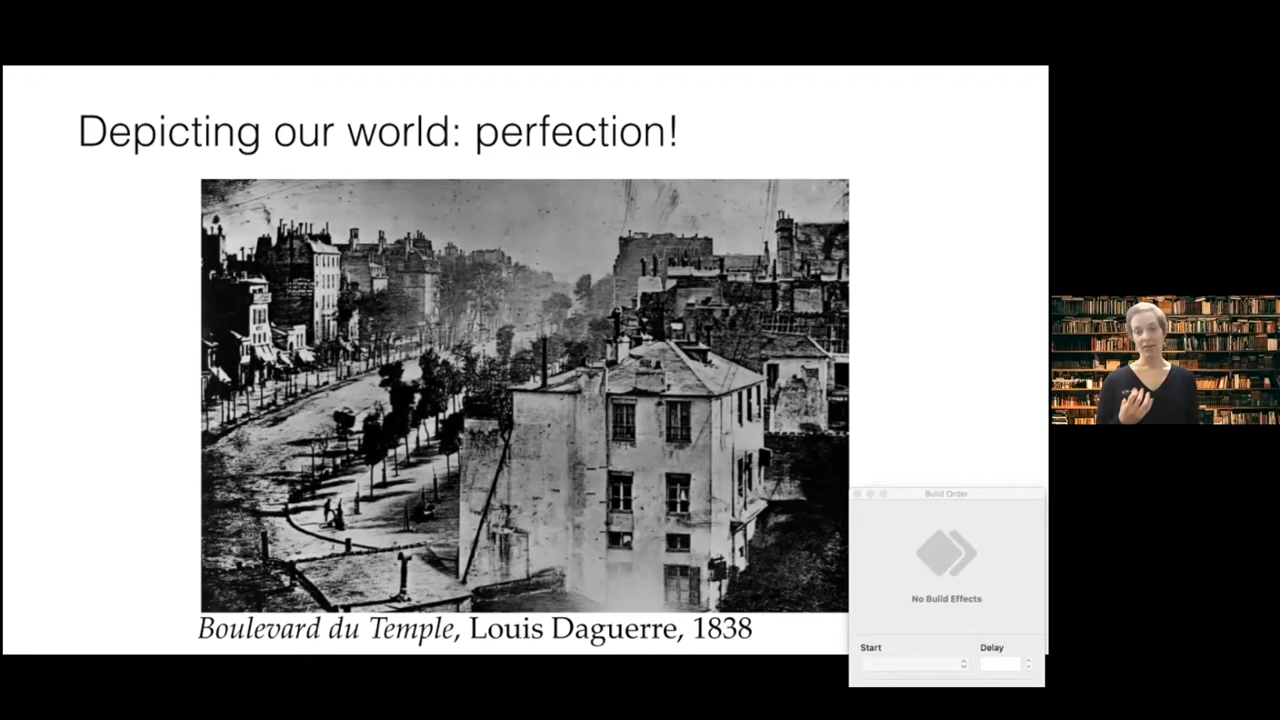 Depicting our world: perfection!
Boulevard du Temple, Louis Daguerre, 1838
Build Order
No Build Effects
Start
Delay